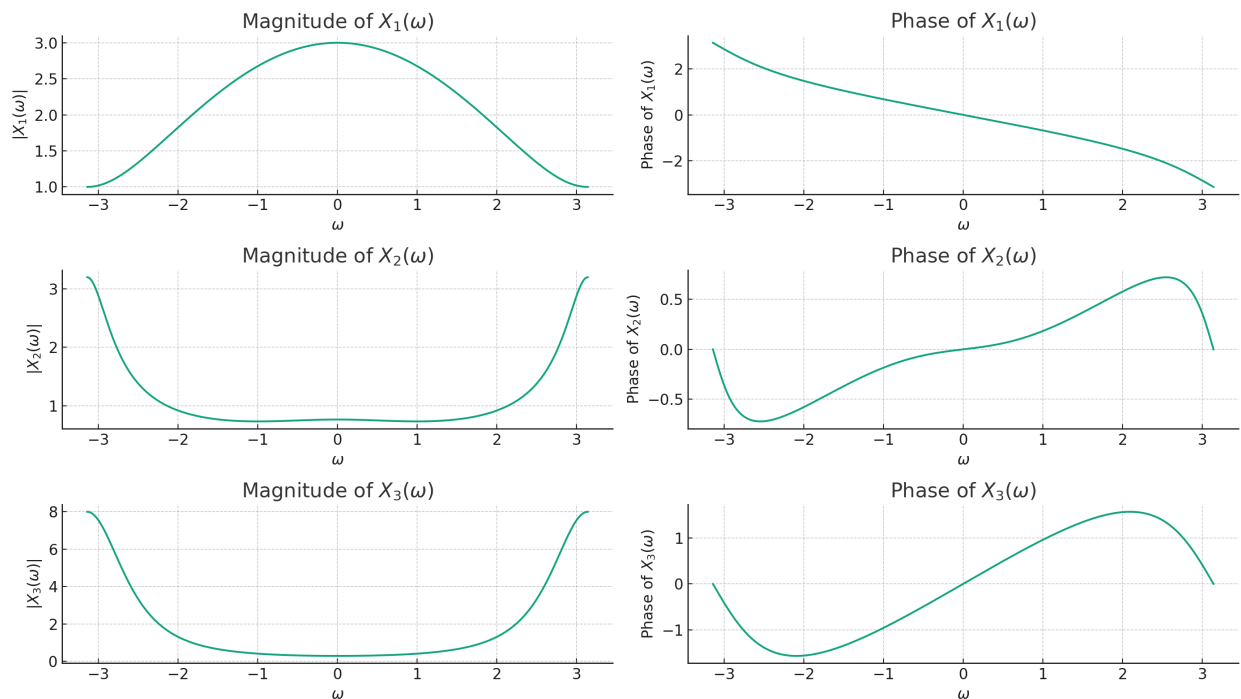 Magnitude of X₁(ω)
|X₁(ω)|
3.0
2.5
2.0
1.5
1.0
−3 −2 −1 0 1 2 3
ω
Phase of X₁(ω)
Phase of X₁(ω)
2
0
−2
−3 −2 −1 0 1 2 3
ω
Magnitude of X₂(ω)
|X₂(ω)|
3
2
1
−3 −2 −1 0 1 2 3
ω
Phase of X₂(ω)
Phase of X₂(ω)
0.5
0.0
−0.5
−3 −2 −1 0 1 2 3
ω
Magnitude of X₃(ω)
|X₃(ω)|
8
6
4
2
0
−3 −2 −1 0 1 2 3
ω
Phase of X₃(ω)
Phase of X₃(ω)
1
0
−1
−3 −2 −1 0 1 2 3
ω